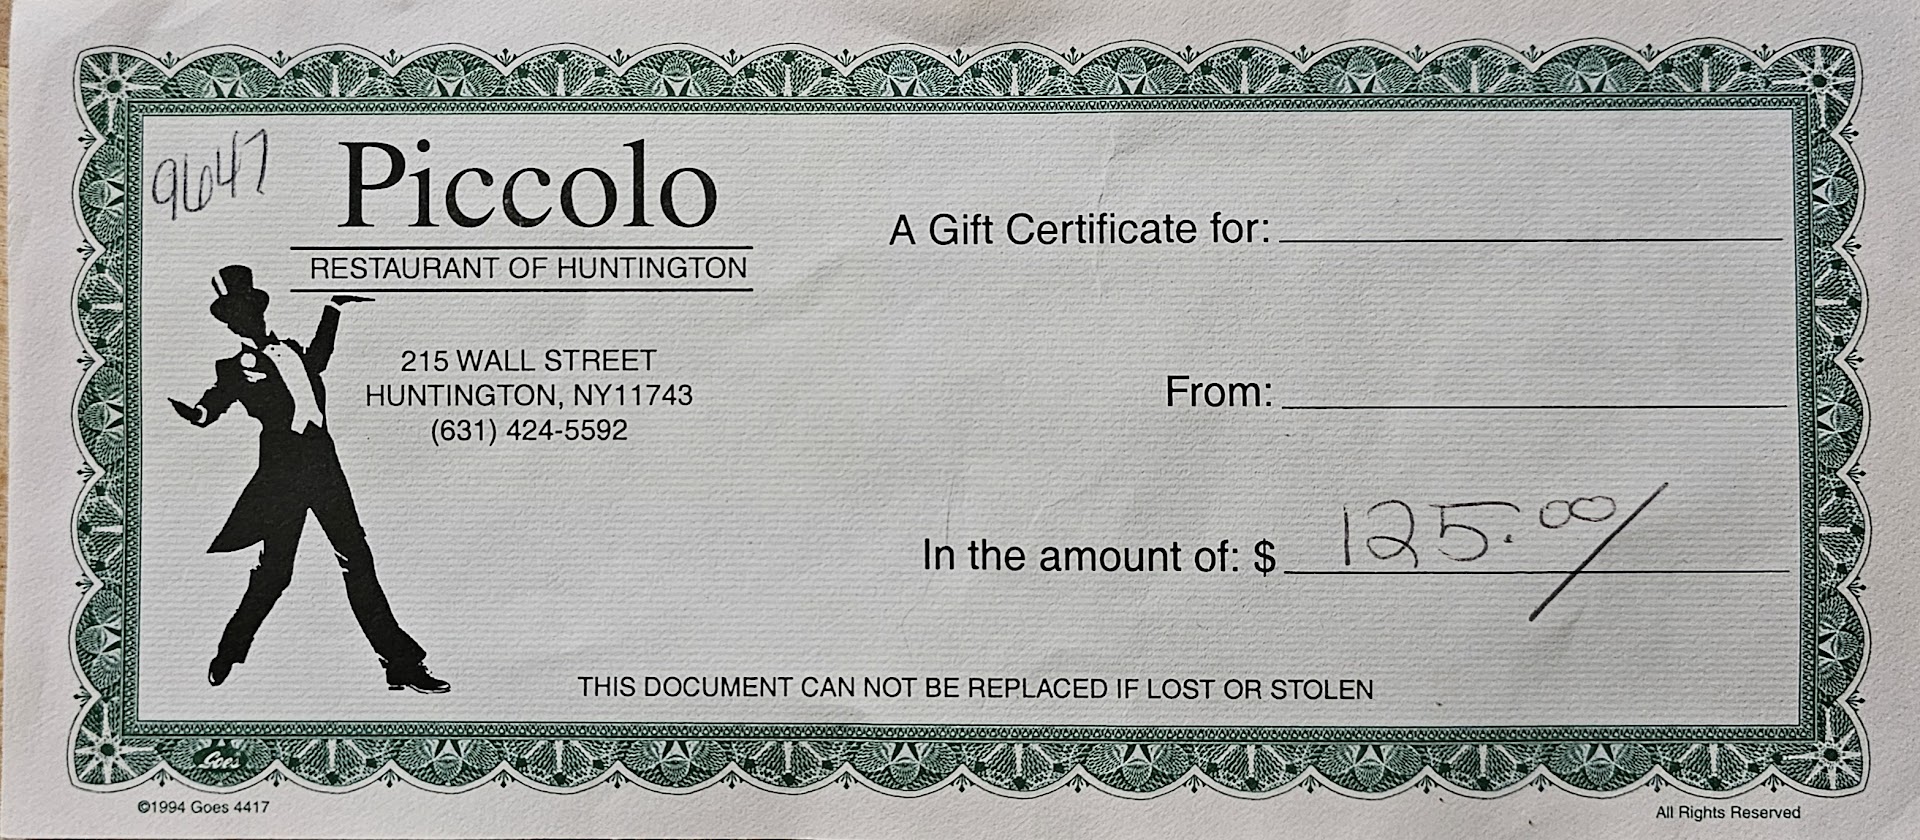 9647
Piccolo
RESTAURANT OF HUNTINGTON
215 WALL STREET
HUNTINGTON, NY11743
(631) 424-5592
A Gift Certificate for:
From:
In the amount of: $ 125.00/
THIS DOCUMENT CAN NOT BE REPLACED IF LOST OR STOLEN
Goes
©1994 Goes 4417
All Rights Reserved